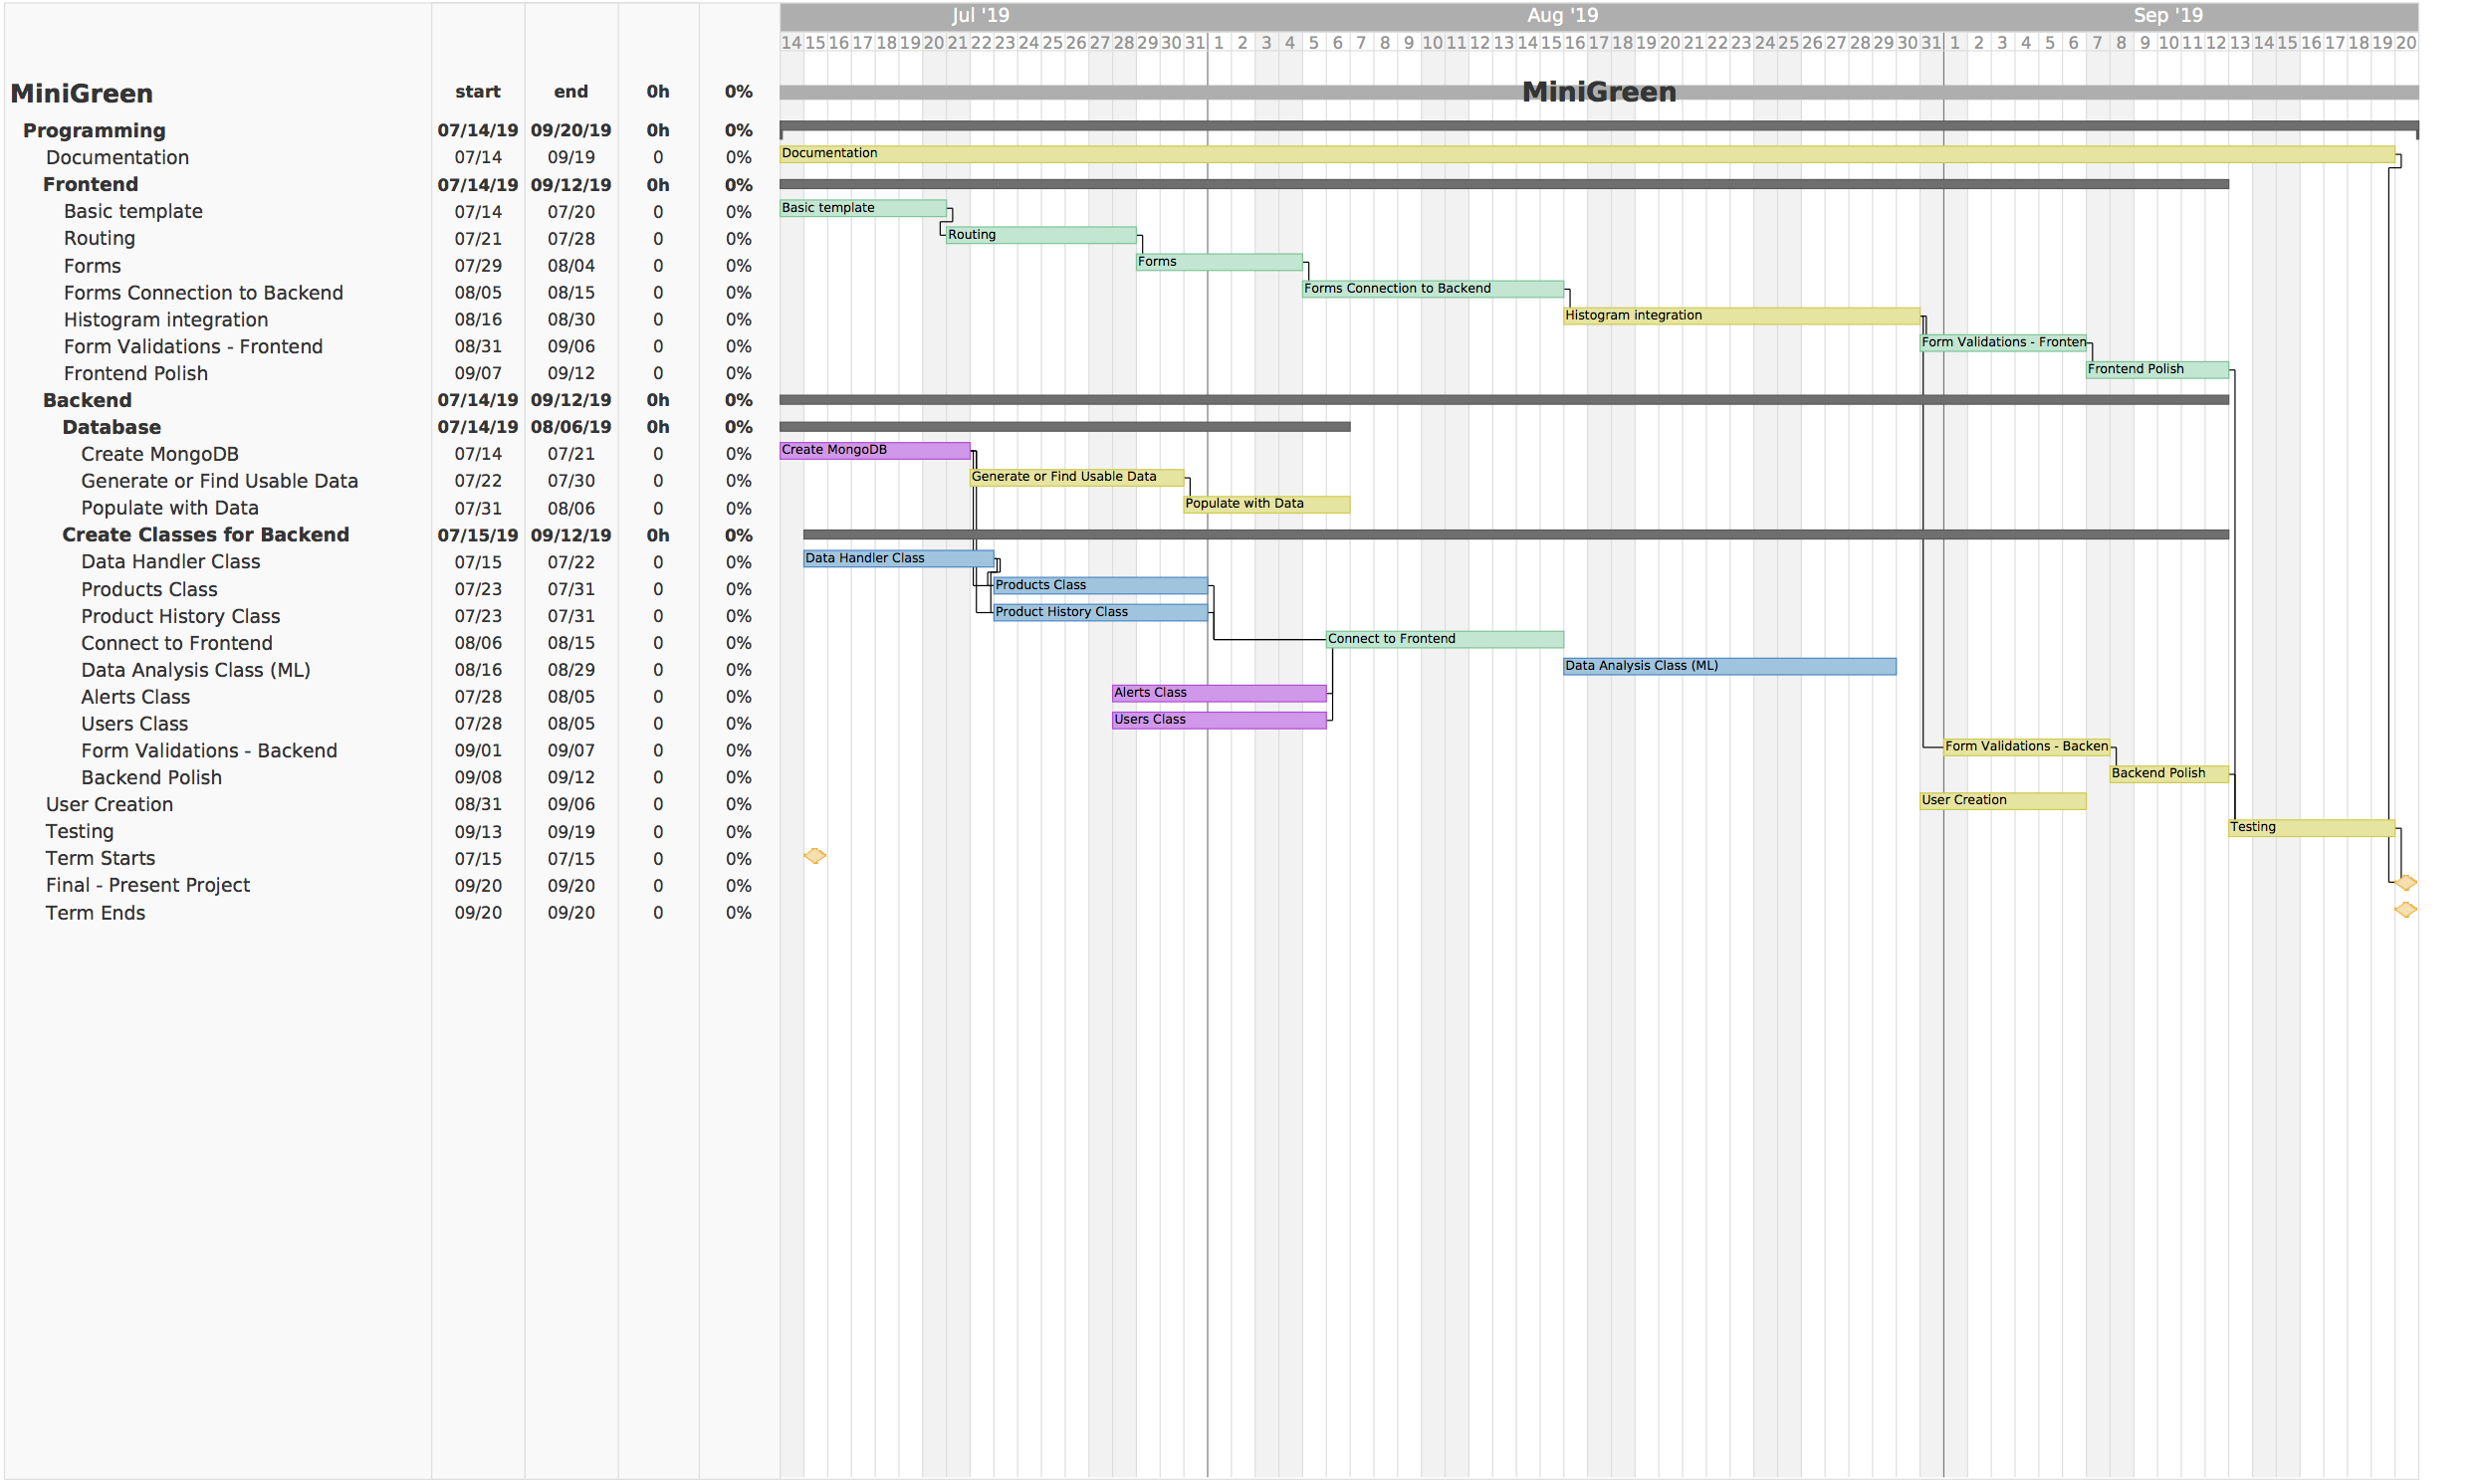 Jul '19 Aug '19 Sep '19
14 15 16 17 18 19 20 21 22 23 24 25 26 27 28 29 30 31 1 2 3 4 5 6 7 8 9 10 11 12 13 14 15 16 17 18 19 20 21 22 23 24 25 26 27 28 29 30 31 1 2 3 4 5 6 7 8 9 10 11 12 13 14 15 16 17 18 19 20
MiniGreen start end 0h 0% MiniGreen
Programming 07/14/19 09/20/19 0h 0%
Documentation 07/14 09/19 0 0% Documentation
Frontend 07/14/19 09/12/19 0h 0%
Basic template 07/14 07/20 0 0% Basic template
Routing 07/21 07/28 0 0% Routing
Forms 07/29 08/04 0 0% Forms
Forms Connection to Backend 08/05 08/15 0 0% Forms Connection to Backend
Histogram integration 08/16 08/30 0 0% Histogram integration
Form Validations - Frontend 08/31 09/06 0 0% Form Validations - Fronten
Frontend Polish 09/07 09/12 0 0% Frontend Polish
Backend 07/14/19 09/12/19 0h 0%
Database 07/14/19 08/06/19 0h 0%
Create MongoDB 07/14 07/21 0 0% Create MongoDB
Generate or Find Usable Data 07/22 07/30 0 0% Generate or Find Usable Data
Populate with Data 07/31 08/06 0 0% Populate with Data
Create Classes for Backend 07/15/19 09/12/19 0h 0%
Data Handler Class 07/15 07/22 0 0% Data Handler Class
Products Class 07/23 07/31 0 0% Products Class
Product History Class 07/23 07/31 0 0% Product History Class
Connect to Frontend 08/06 08/15 0 0% Connect to Frontend
Data Analysis Class (ML) 08/16 08/29 0 0% Data Analysis Class (ML)
Alerts Class 07/28 08/05 0 0% Alerts Class
Users Class 07/28 08/05 0 0% Users Class
Form Validations - Backend 09/01 09/07 0 0% Form Validations - Backen
Backend Polish 09/08 09/12 0 0% Backend Polish
User Creation 08/31 09/06 0 0% User Creation
Testing 09/13 09/19 0 0% Testing
Term Starts 07/15 07/15 0 0%
Final - Present Project 09/20 09/20 0 0%
Term Ends 09/20 09/20 0 0%